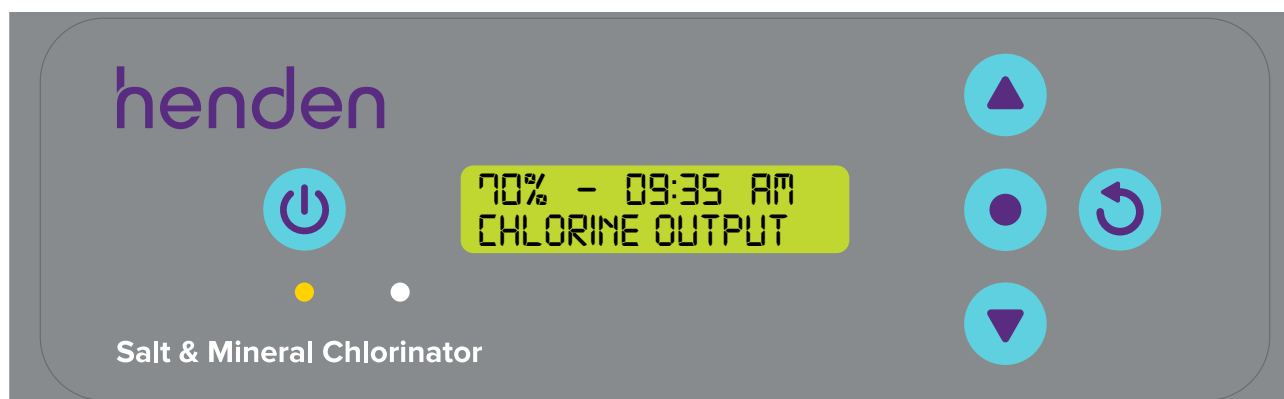 henden
70% - 09:35 AM
CHLORINE OUTPUT
Salt & Mineral Chlorinator